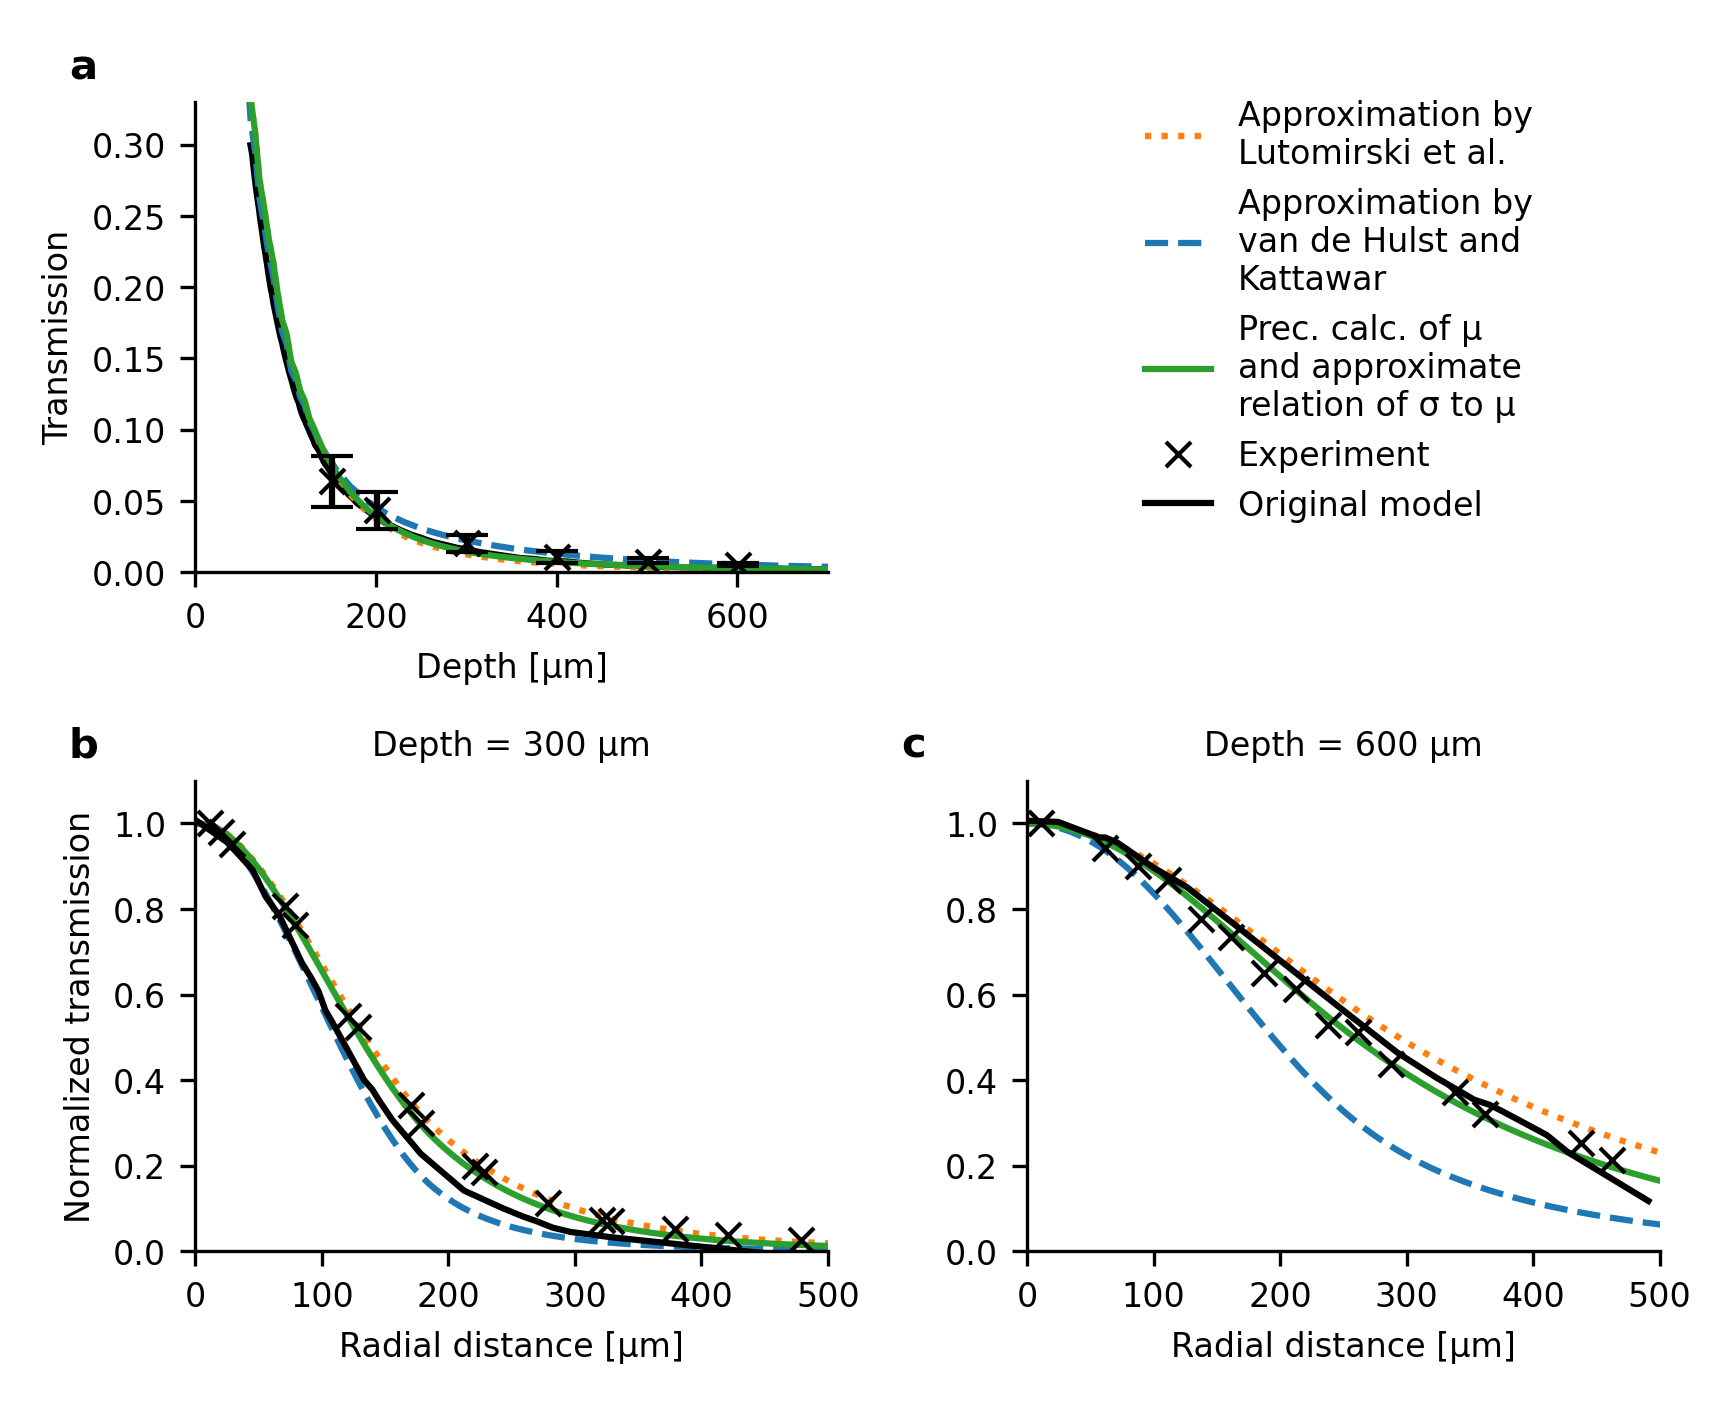 a
0.30
0.25
0.20
0.15
0.10
0.05
0.00
Transmission
0 200 400 600
Depth [µm]
Approximation by
Lutomirski et al.
Approximation by
van de Hulst and
Kattawar
Prec. calc. of µ
and approximate
relation of σ to µ
Experiment
Original model
b
Depth = 300 µm
1.0
0.8
0.6
0.4
0.2
0.0
Normalized transmission
0 100 200 300 400 500
Radial distance [µm]
c
Depth = 600 µm
1.0
0.8
0.6
0.4
0.2
0.0
0 100 200 300 400 500
Radial distance [µm]